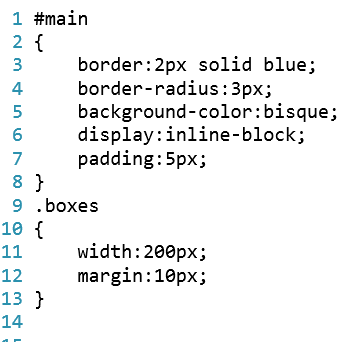 1 #main
2 {
3     border:2px solid blue;
4     border-radius:3px;
5     background-color:bisque;
6     display:inline-block;
7     padding:5px;
8 }
9 .boxes
10 {
11     width:200px;
12     margin:10px;
13 }
14